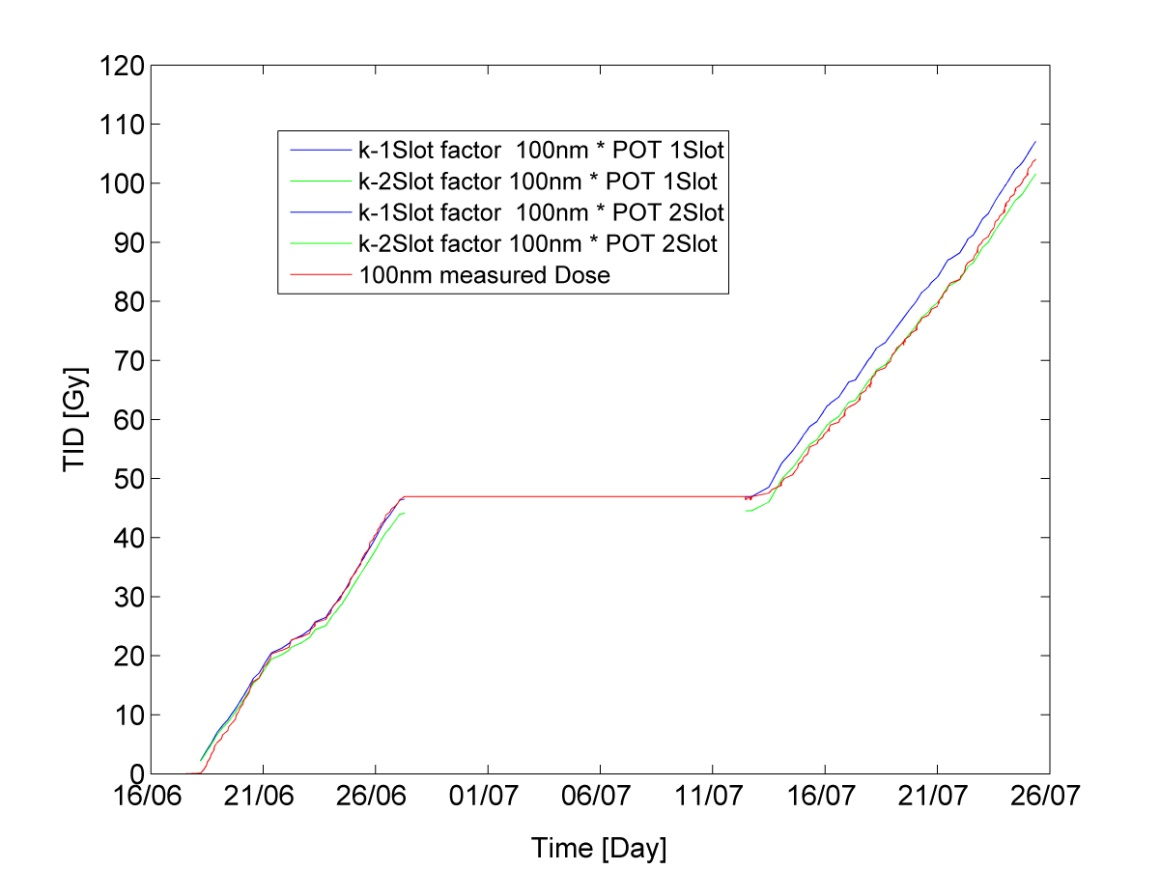 120
110
100
90
80
70
60
50
40
30
20
10
0
TID [Gy]
k-1Slot factor  100nm * POT 1Slot
k-2Slot factor 100nm * POT 1Slot
k-1Slot factor  100nm * POT 2Slot
k-2Slot factor 100nm * POT 2Slot
100nm measured Dose
16/06 21/06 26/06 01/07 06/07 11/07 16/07 21/07 26/07
Time [Day]